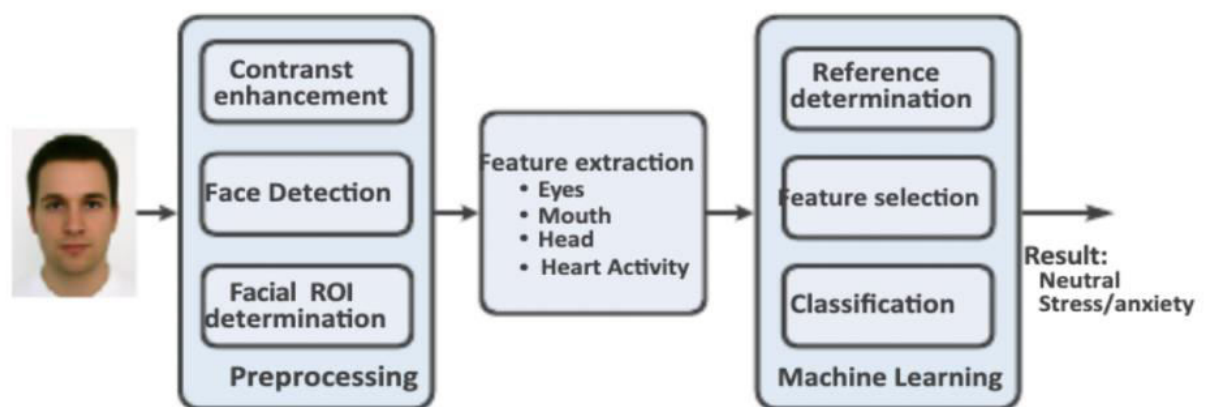 Contranst
enhancement
Face Detection
Facial ROI
determination
Preprocessing
Feature extraction
• Eyes
• Mouth
• Head
• Heart Activity
Reference
determination
Feature selection
Classification
Machine Learning
Result:
Neutral
Stress/anxiety